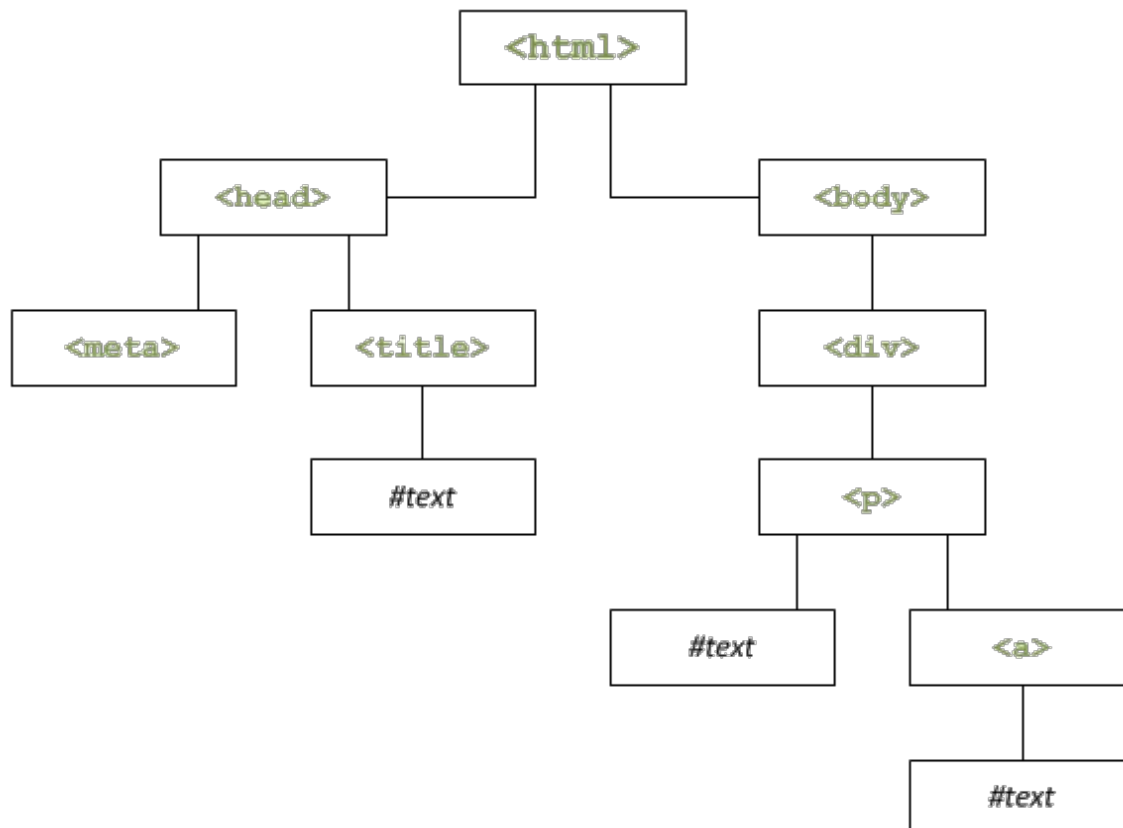 <html>
<head>
<body>
<meta>
<title>
<div>
#text
<p>
#text
<a>
#text